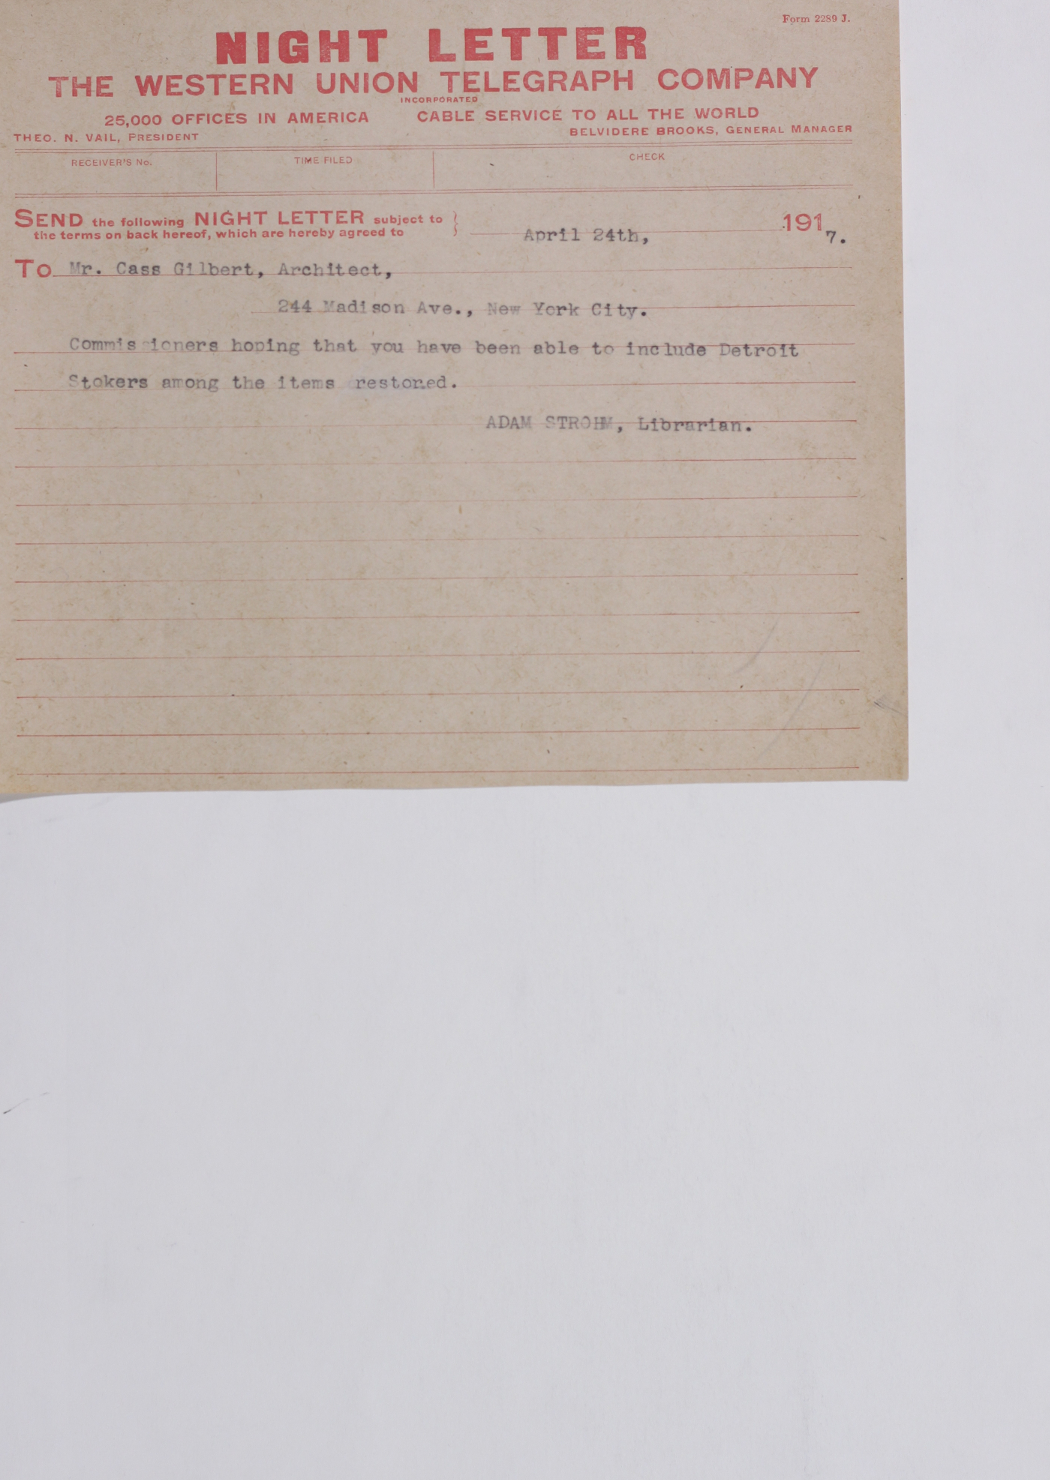 Form 2289 J.
NIGHT LETTER
THE WESTERN UNION TELEGRAPH COMPANY
INCORPORATED
25,000 OFFICES IN AMERICA CABLE SERVICE TO ALL THE WORLD
THEO. N. VAIL, PRESIDENT BELVIDERE BROOKS, GENERAL MANAGER
RECEIVER'S No. TIME FILED CHECK
SEND the following NIGHT LETTER subject to
the terms on back hereof, which are hereby agreed to
April 24th, 1917.
To Mr. Cass Gilbert, Architect,
244 Madison Ave., New York City.
Commissioners hoping that you have been able to include Detroit
Stokers among the items restored.
ADAM STROHM, Librarian.